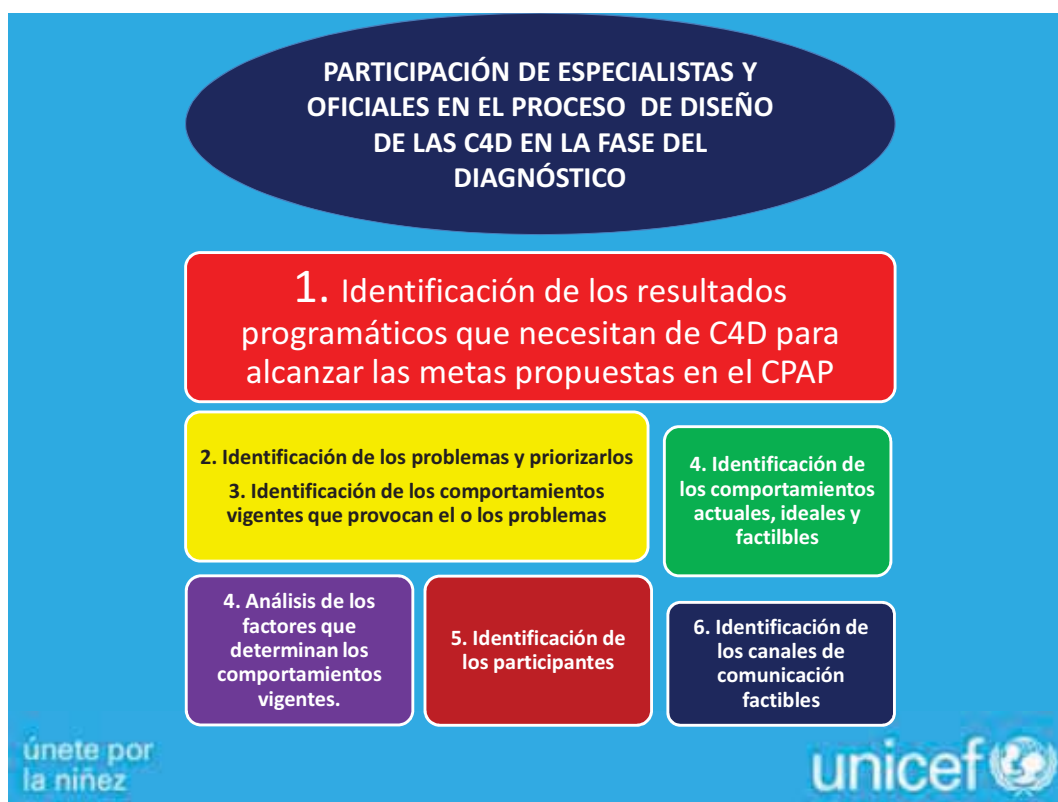 PARTICIPACIÓN DE ESPECIALISTAS Y
OFICIALES EN EL PROCESO DE DISEÑO
DE LAS C4D EN LA FASE DEL
DIAGNÓSTICO
1. Identificación de los resultados
programáticos que necesitan de C4D para
alcanzar las metas propuestas en el CPAP
2. Identificación de los problemas y priorizarlos
3. Identificación de los comportamientos
vigentes que provocan el o los problemas
4. Identificación de
los comportamientos
actuales, ideales y
factilbles
4. Análisis de los
factores que
determinan los
comportamientos
vigentes.
5. Identificación de
los participantes
6. Identificación de
los canales de
comunicación
factibles
únete por
la niñez
unicef